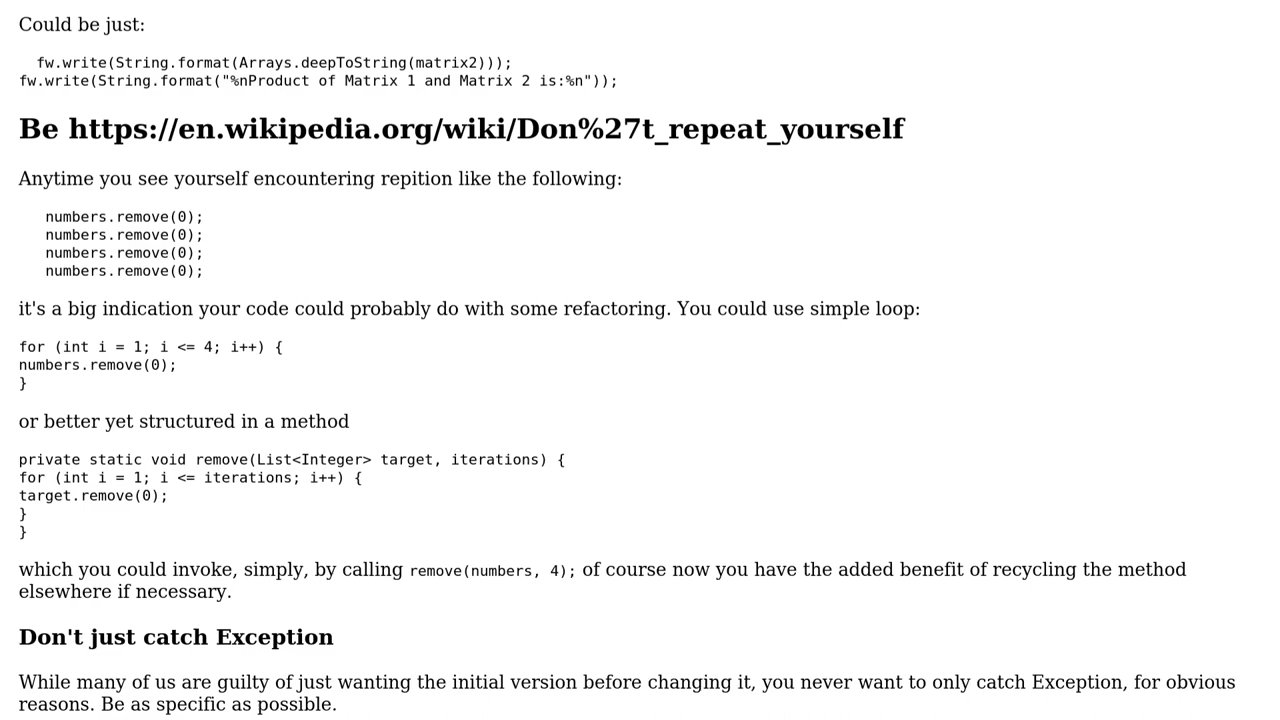 Could be just:
fw.write(String.format(Arrays.deepToString(matrix2)));
fw.write(String.format("%nProduct of Matrix 1 and Matrix 2 is:%n"));
Be https://en.wikipedia.org/wiki/Don%27t_repeat_yourself
Anytime you see yourself encountering repition like the following:
numbers.remove(0);
numbers.remove(0);
numbers.remove(0);
numbers.remove(0);
it's a big indication your code could probably do with some refactoring. You could use simple loop:
for (int i = 1; i <= 4; i++) {
numbers.remove(0);
}
or better yet structured in a method
private static void remove(List<Integer> target, iterations) {
for (int i = 1; i <= iterations; i++) {
target.remove(0);
}
}
which you could invoke, simply, by calling remove(numbers, 4); of course now you have the added benefit of recycling the method
elsewhere if necessary.
Don't just catch Exception
While many of us are guilty of just wanting the initial version before changing it, you never want to only catch Exception, for obvious
reasons. Be as specific as possible.